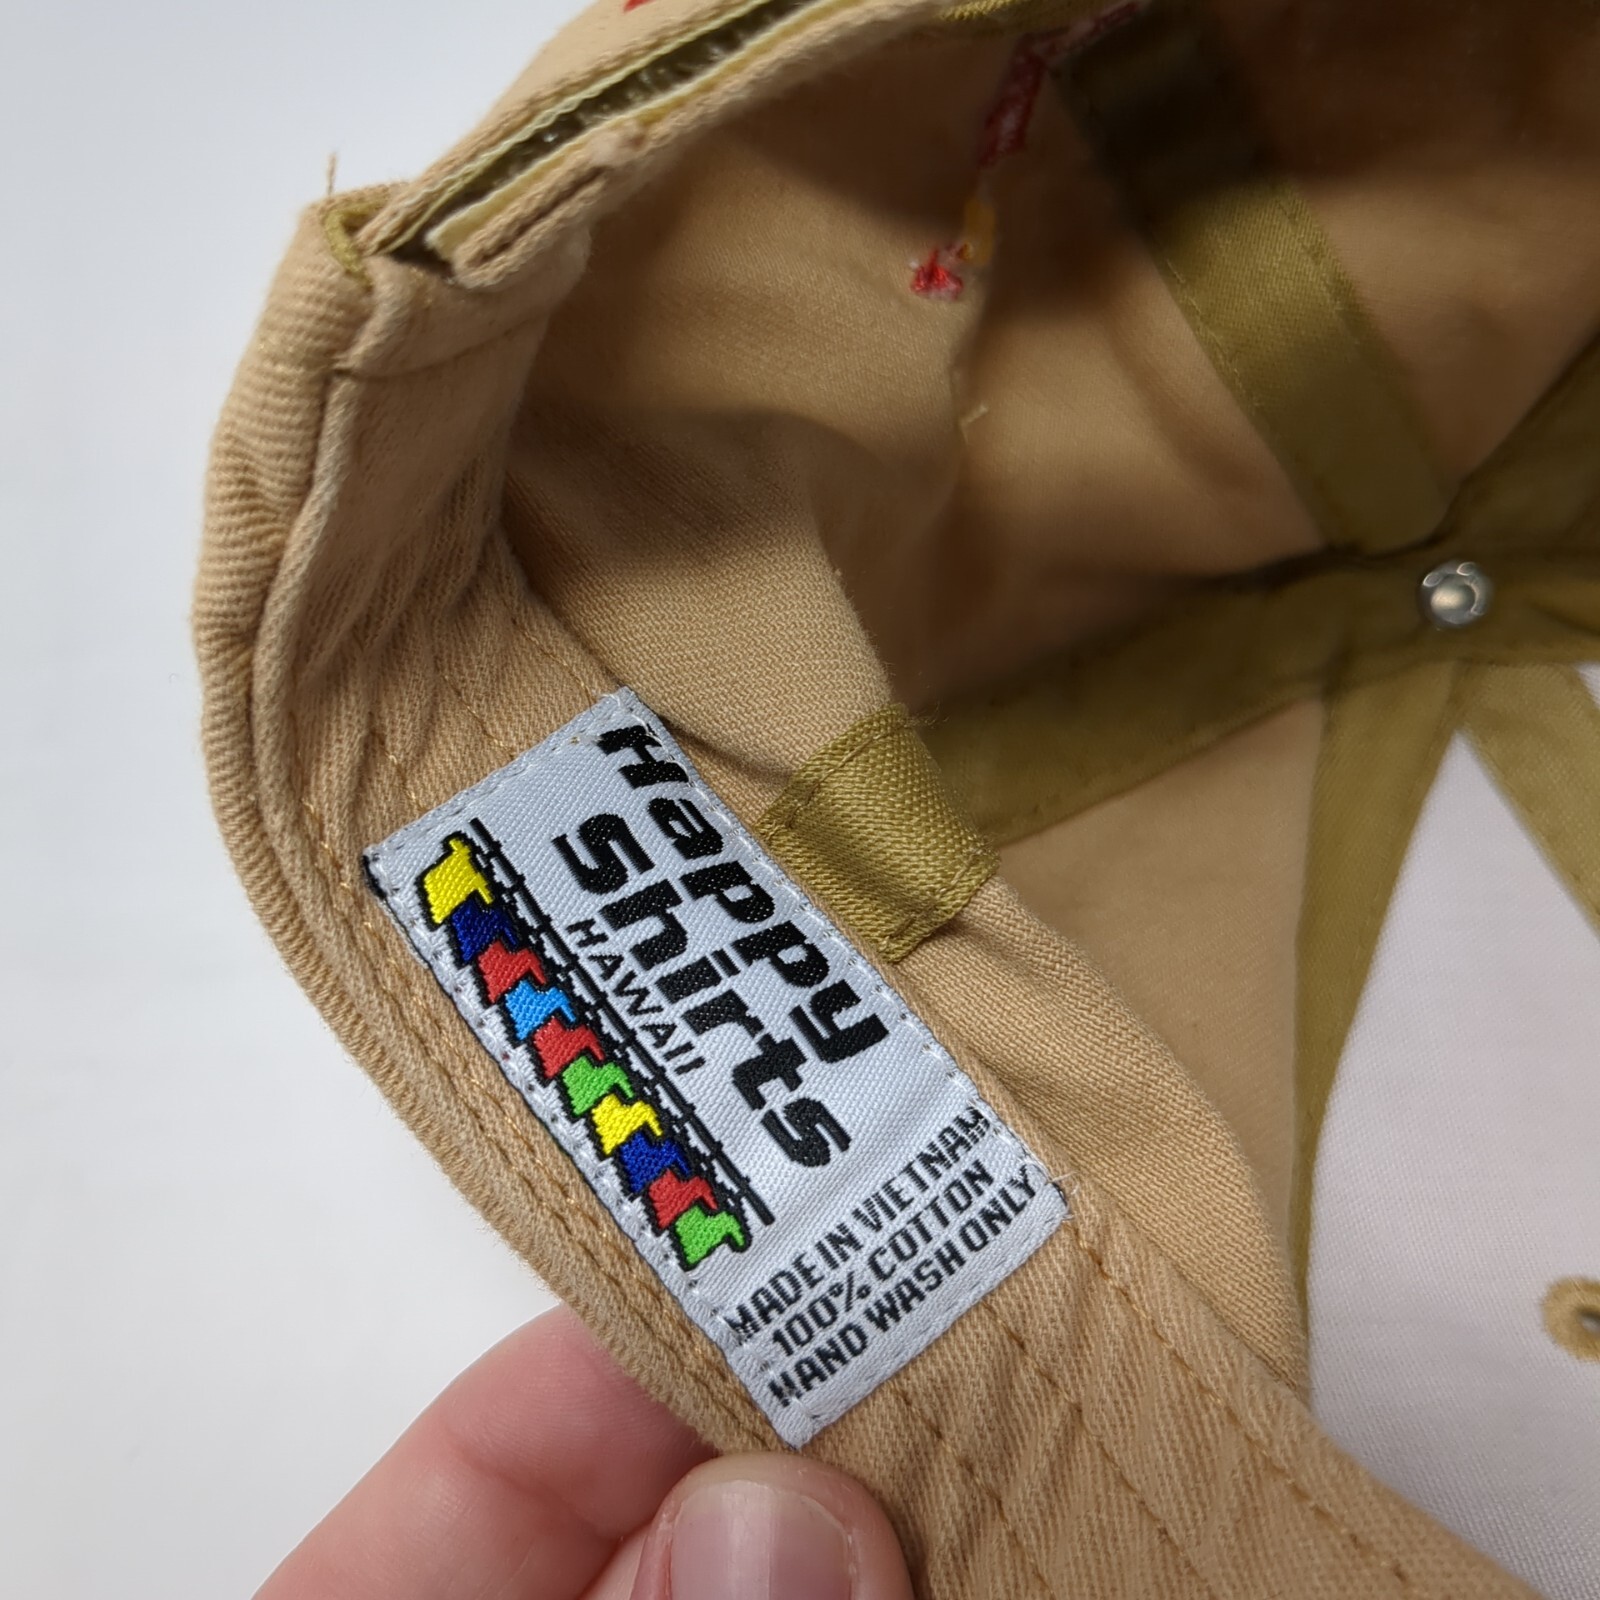 Happy
Shirts
HAWAII
MADE IN VIETNAM
100% COTTON
HAND WASH ONLY